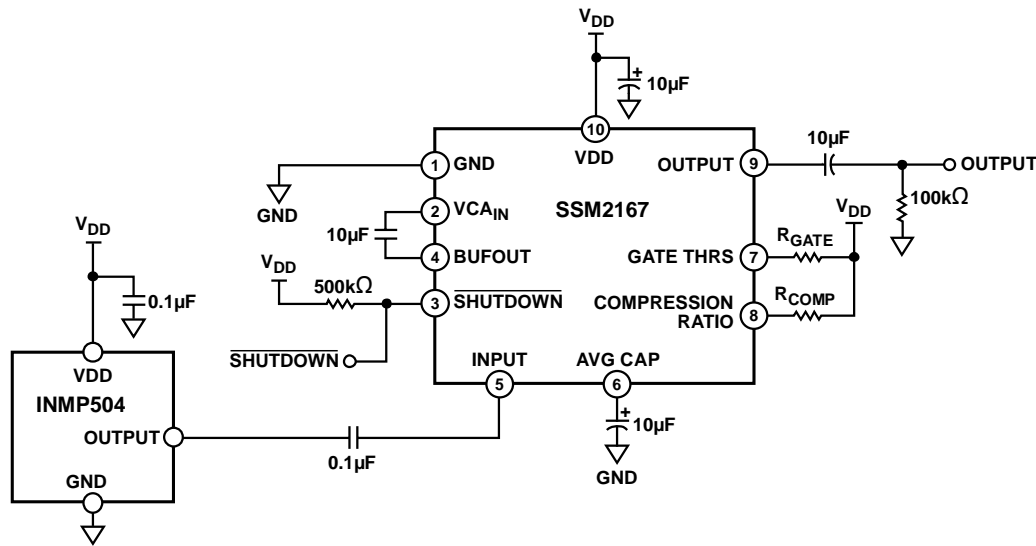 VDD
10µF
10
VDD
1
GND
GND
2
VCAIN
10µF
4
BUFOUT
VDD
500kΩ
3
SHUTDOWN
SHUTDOWN
SSM2167
OUTPUT
9
10µF
OUTPUT
100kΩ
VDD
GATE THRS
7
RGATE
COMPRESSION
RATIO
8
RCOMP
INPUT
5
AVG CAP
6
10µF
GND
VDD
0.1µF
VDD
INMP504
OUTPUT
GND
0.1µF